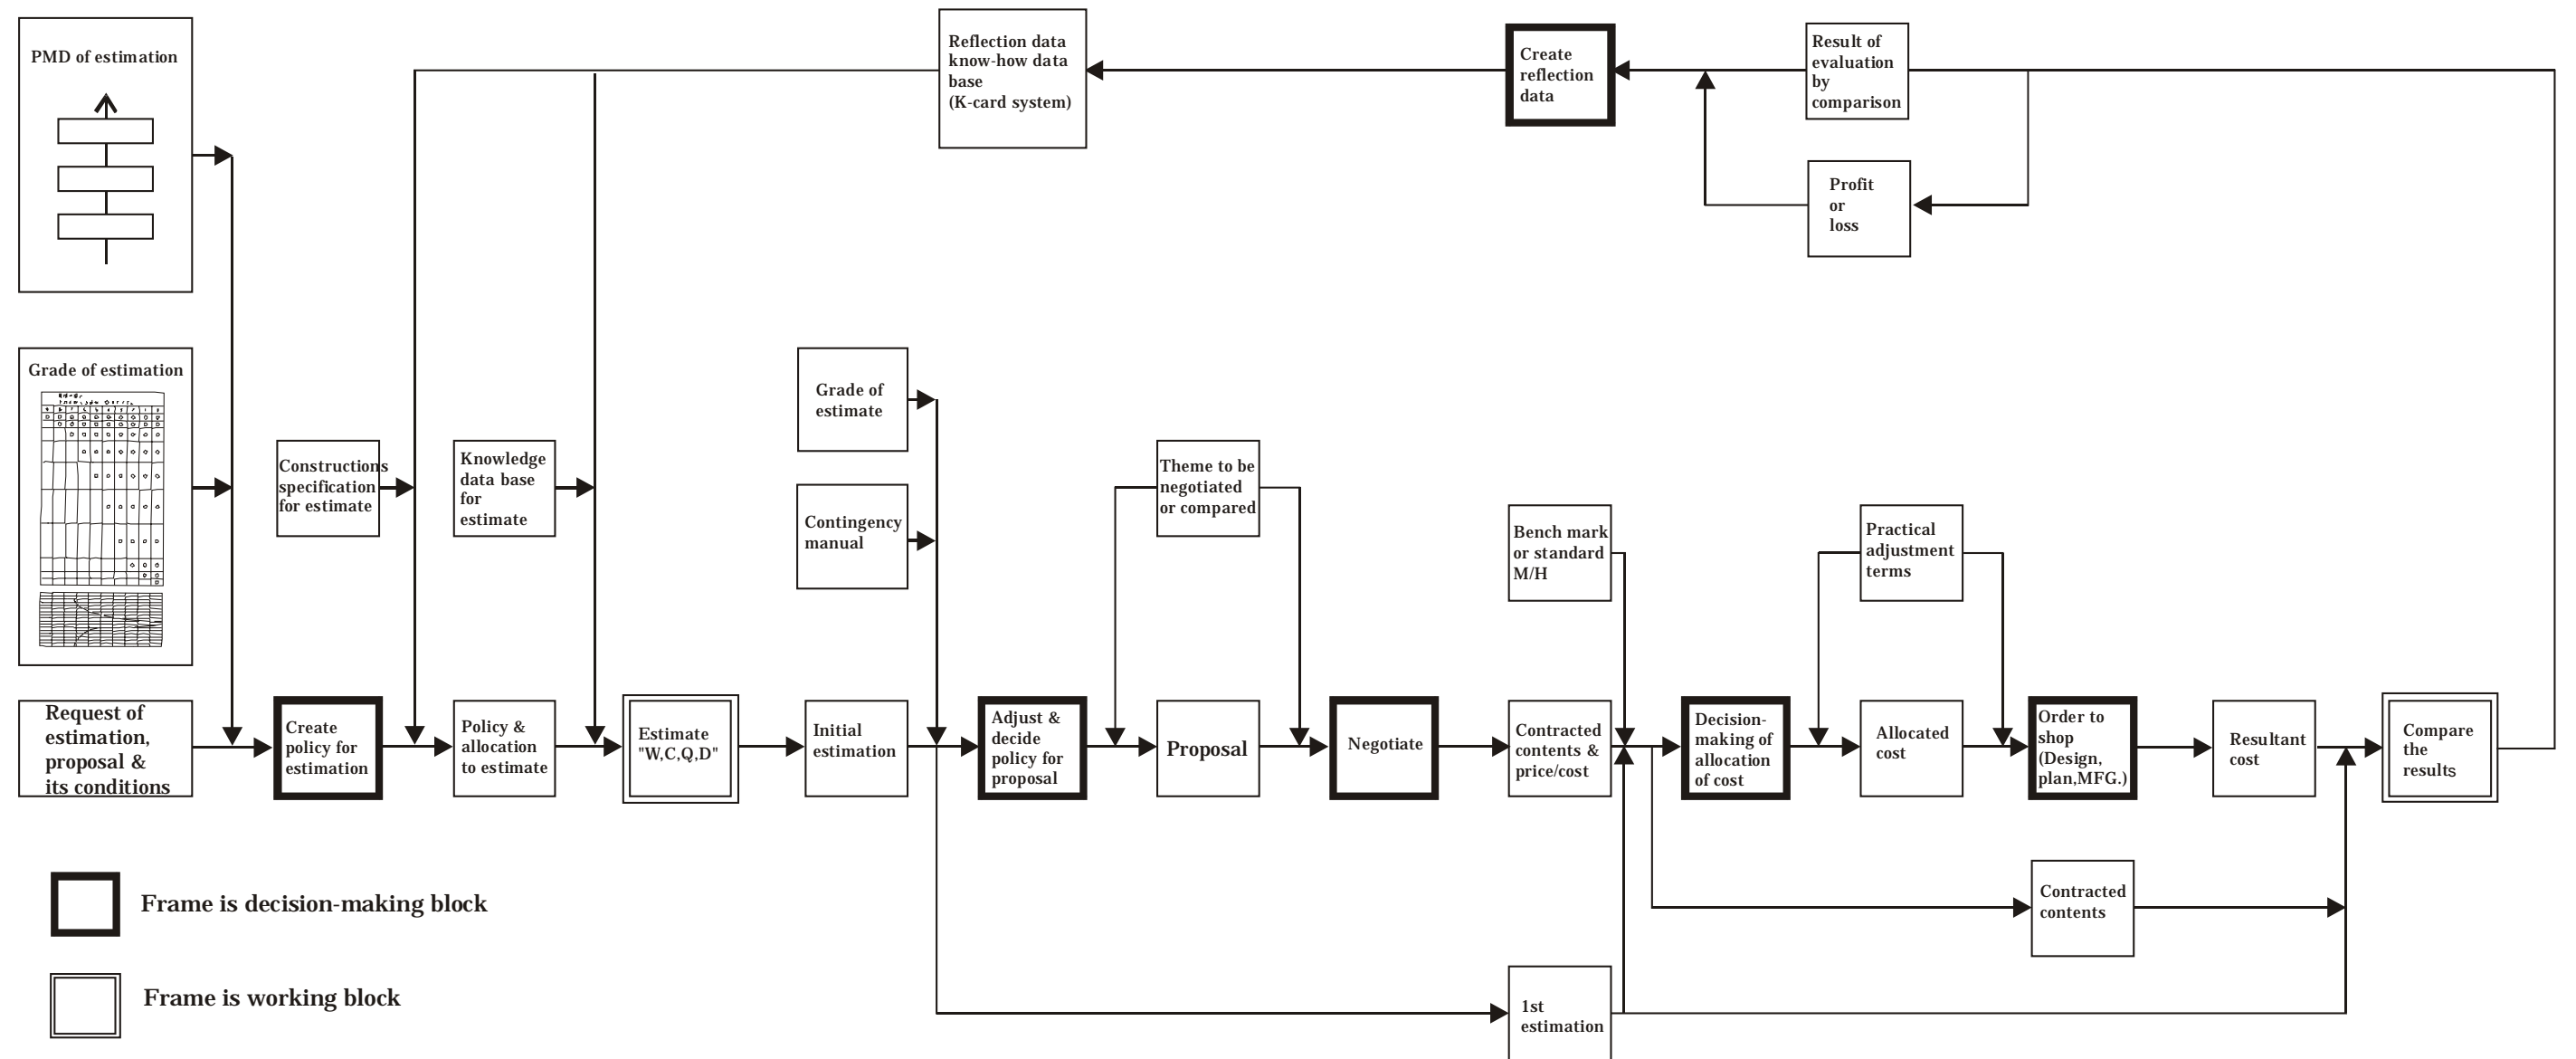 PMD of estimation
Reflection data
know-how data
base
(K-card system)
Create
reflection
data
Result of
evaluation
by
comparison
Profit
or
loss
Grade of estimation
Grade of
estimate
Constructions
specification
for estimate
Knowledge
data base
for
estimate
Contingency
manual
Theme to be
negotiated
or compared
Bench mark
or standard
M/H
Practical
adjustment
terms
Request of
estimation,
proposal &
its conditions
Create
policy for
estimation
Policy &
allocation
to estimate
Estimate
"W,C,Q,D"
Initial
estimation
Adjust &
decide
policy for
proposal
Proposal
Negotiate
Contracted
contents &
price/cost
Decision-
making of
allocation
of cost
Allocated
cost
Order to
shop
(Design,
plan,MFG.)
Resultant
cost
Compare
the
results
Contracted
contents
Frame is decision-making block
Frame is working block
1st
estimation